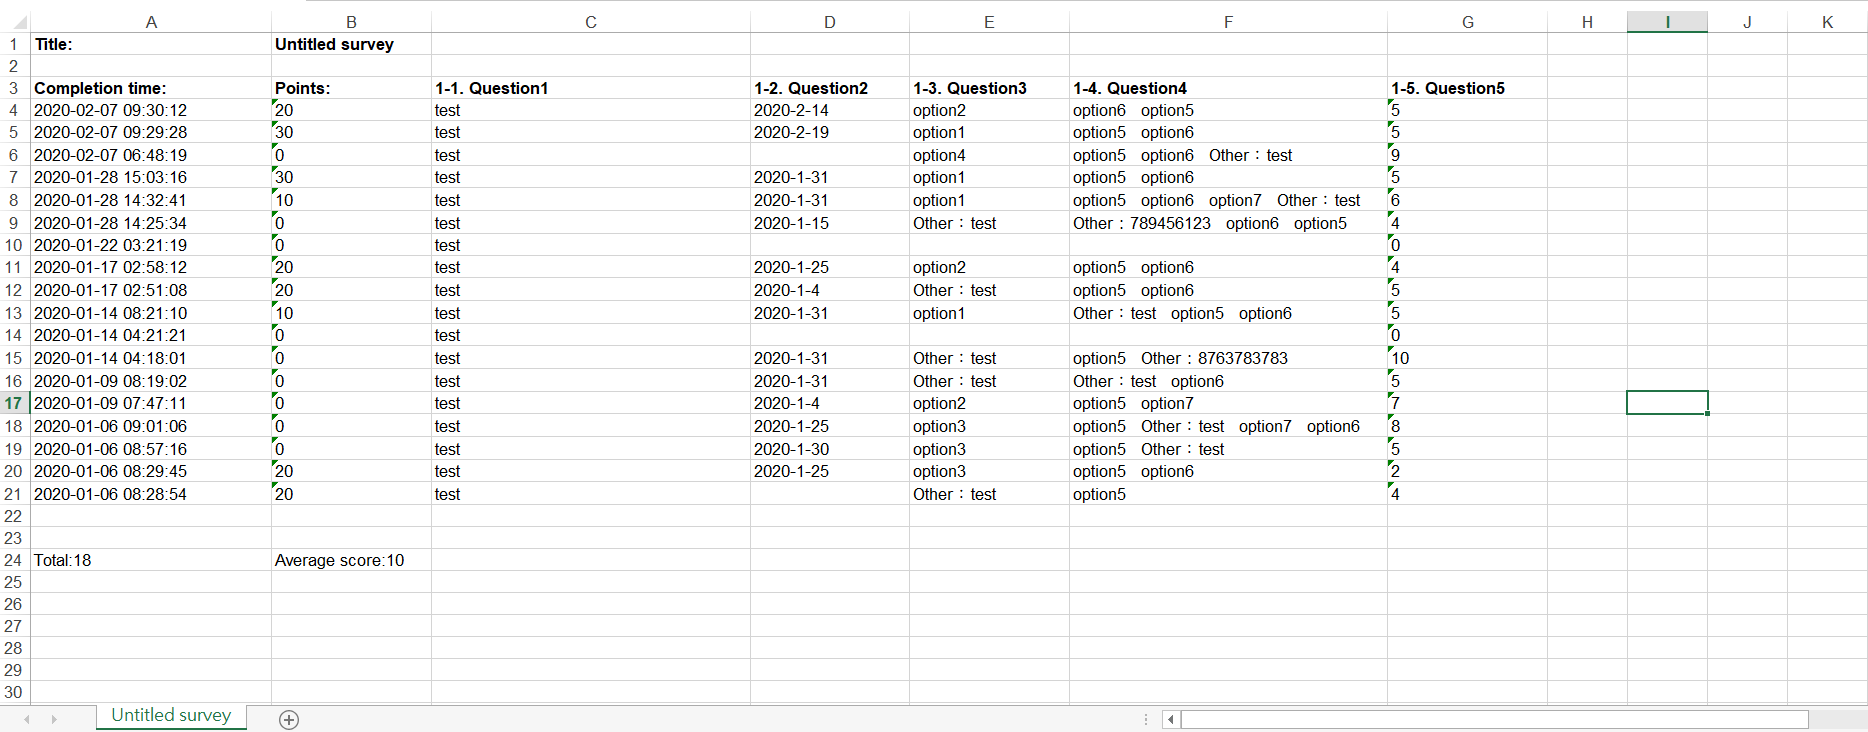 A B C D E F G H I J K
1 Title: Untitled survey
2
3 Completion time: Points: 1-1. Question1 1-2. Question2 1-3. Question3 1-4. Question4 1-5. Question5
4 2020-02-07 09:30:12 20 test 2020-2-14 option2 option6 option5 5
5 2020-02-07 09:29:28 30 test 2020-2-19 option1 option5 option6 5
6 2020-02-07 06:48:19 0 test option4 option5 option6 Other：test 9
7 2020-01-28 15:03:16 30 test 2020-1-31 option1 option5 option6 5
8 2020-01-28 14:32:41 10 test 2020-1-31 option1 option5 option6 option7 Other：test 6
9 2020-01-28 14:25:34 0 test 2020-1-15 Other：test Other：789456123 option6 option5 4
10 2020-01-22 03:21:19 0 test 0
11 2020-01-17 02:58:12 20 test 2020-1-25 option2 option5 option6 4
12 2020-01-17 02:51:08 20 test 2020-1-4 Other：test option5 option6 5
13 2020-01-14 08:21:10 10 test 2020-1-31 option1 Other：test option5 option6 5
14 2020-01-14 04:21:21 0 test 0
15 2020-01-14 04:18:01 0 test 2020-1-31 Other：test option5 Other：8763783783 10
16 2020-01-09 08:19:02 0 test 2020-1-31 Other：test Other：test option6 5
17 2020-01-09 07:47:11 0 test 2020-1-4 option2 option5 option7 7
18 2020-01-06 09:01:06 0 test 2020-1-25 option3 option5 Other：test option7 option6 8
19 2020-01-06 08:57:16 0 test 2020-1-30 option3 option5 Other：test 5
20 2020-01-06 08:29:45 20 test 2020-1-25 option3 option5 option6 2
21 2020-01-06 08:28:54 20 test Other：test option5 4
22
23
24 Total:18 Average score:10
25
26
27
28
29
30
Untitled survey